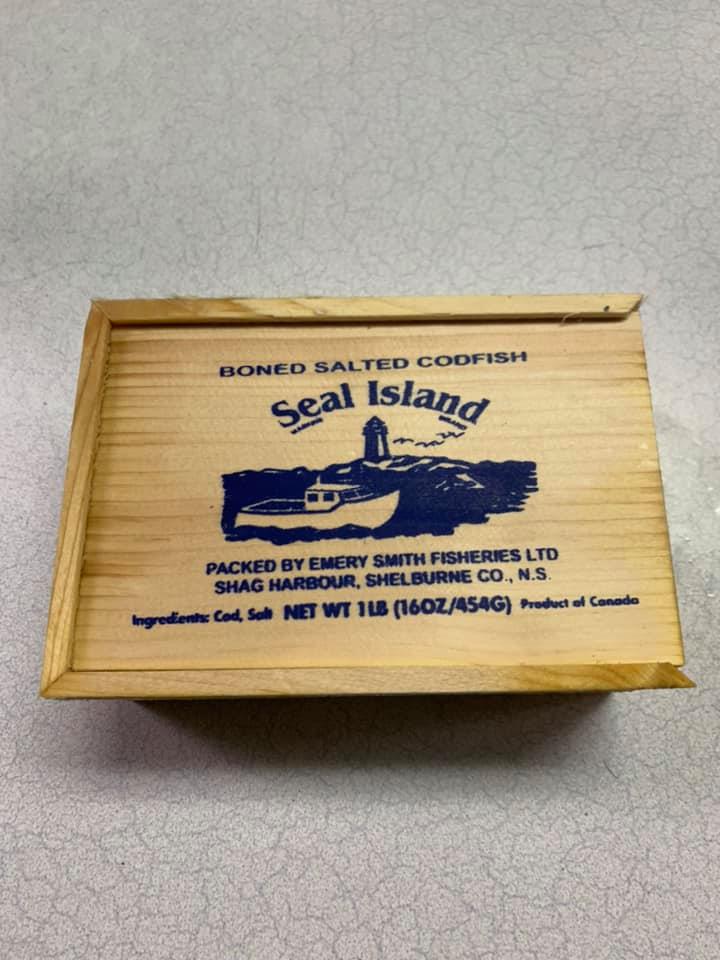 BONED SALTED CODFISH
Seal Island
BRAND
PACKED BY EMERY SMITH FISHERIES LTD
SHAG HARBOUR, SHELBURNE CO., N.S.
Ingredients: Cod, Salt NET WT 1LB (16OZ/454G) Product of Canada